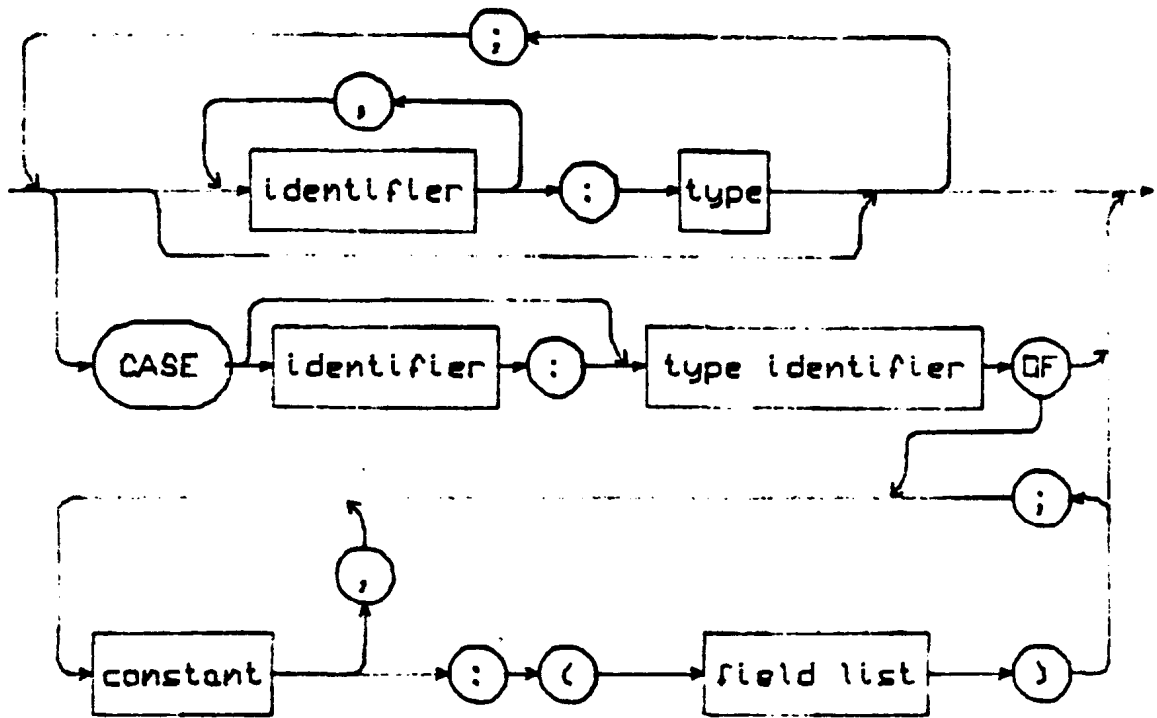 ;
,
identifier : type
CASE identifier : type identifier OF
;
,
constant : ( field list )